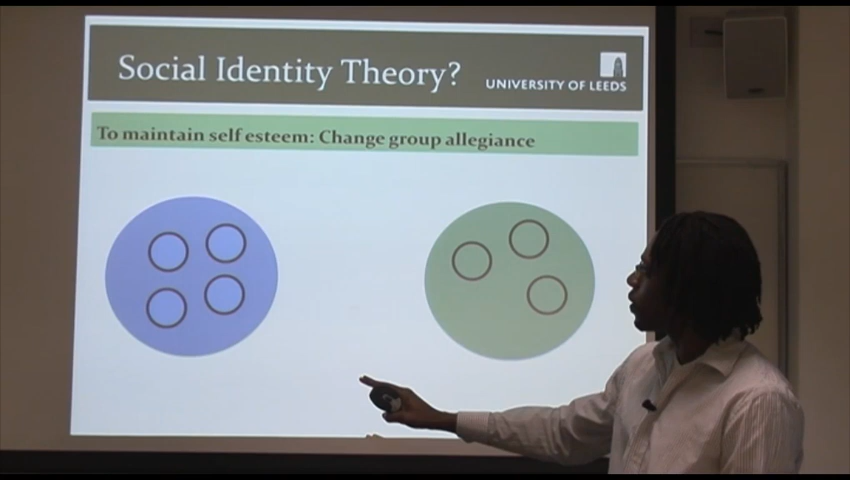 Social Identity Theory?
UNIVERSITY OF LEEDS
To maintain self esteem: Change group allegiance